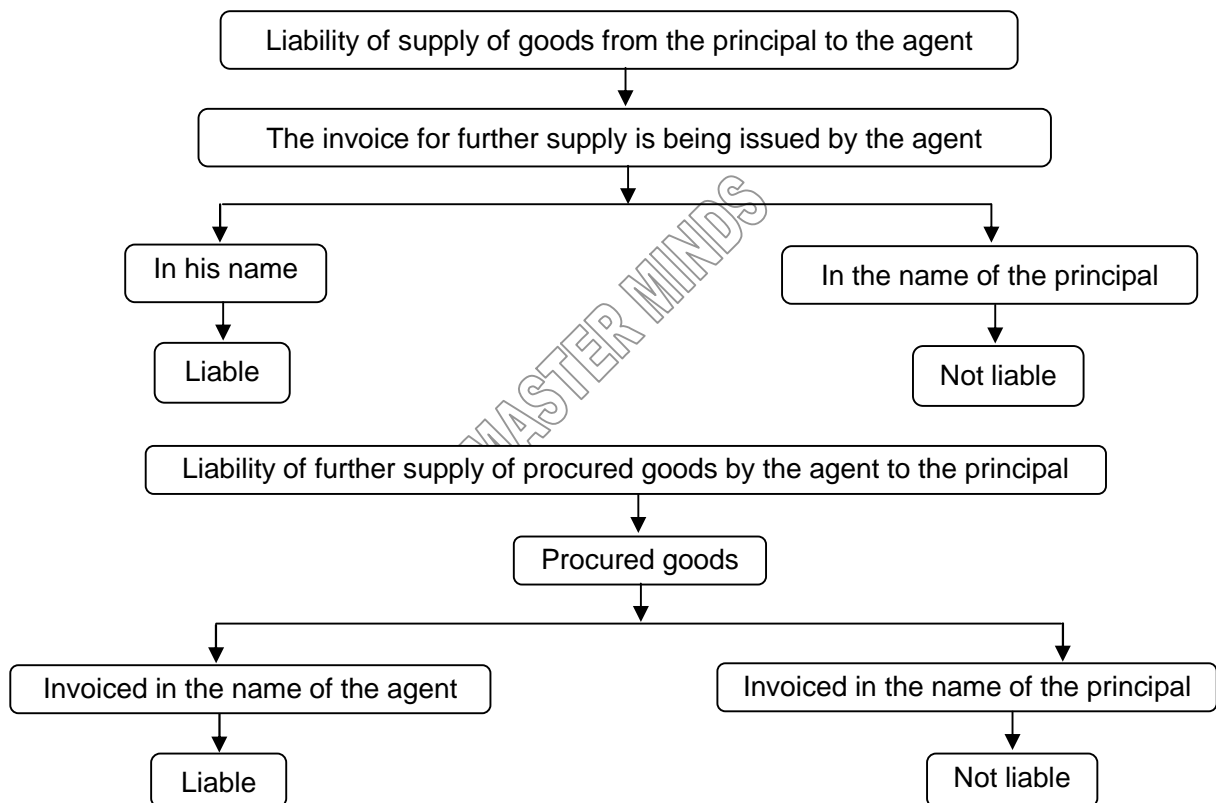 Liability of supply of goods from the principal to the agent
The invoice for further supply is being issued by the agent
In his name
In the name of the principal
Liable
Not liable
MASTER MINDS
Liability of further supply of procured goods by the agent to the principal
Procured goods
Invoiced in the name of the agent
Invoiced in the name of the principal
Liable
Not liable